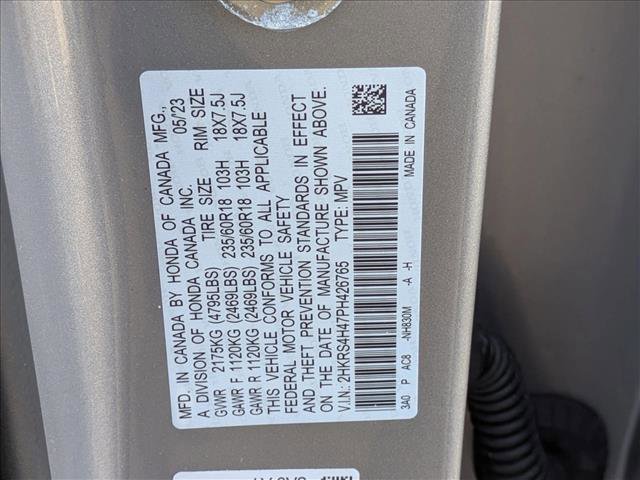 MFD. IN CANADA BY HONDA OF CANADA MFG.,
A DIVISION OF HONDA CANADA INC. 05/'23
TIRE SIZE RIM SIZE
GVWR 2175KG (4795LBS)
GAWR F 1120KG (2469LBS) 235/60R18 103H 18X7.5J
GAWR R 1120KG (2469LBS) 235/60R18 103H 18X7.5J
THIS VEHICLE CONFORMS TO ALL APPLICABLE
FEDERAL MOTOR VEHICLE SAFETY
AND THEFT PREVENTION STANDARDS IN EFFECT
ON THE DATE OF MANUFACTURE SHOWN ABOVE.
V.I.N.: 2HKRS4H47PH426765 TYPE: MPV
3A0 P AC8 -NH830M -A -H MADE IN CANADA